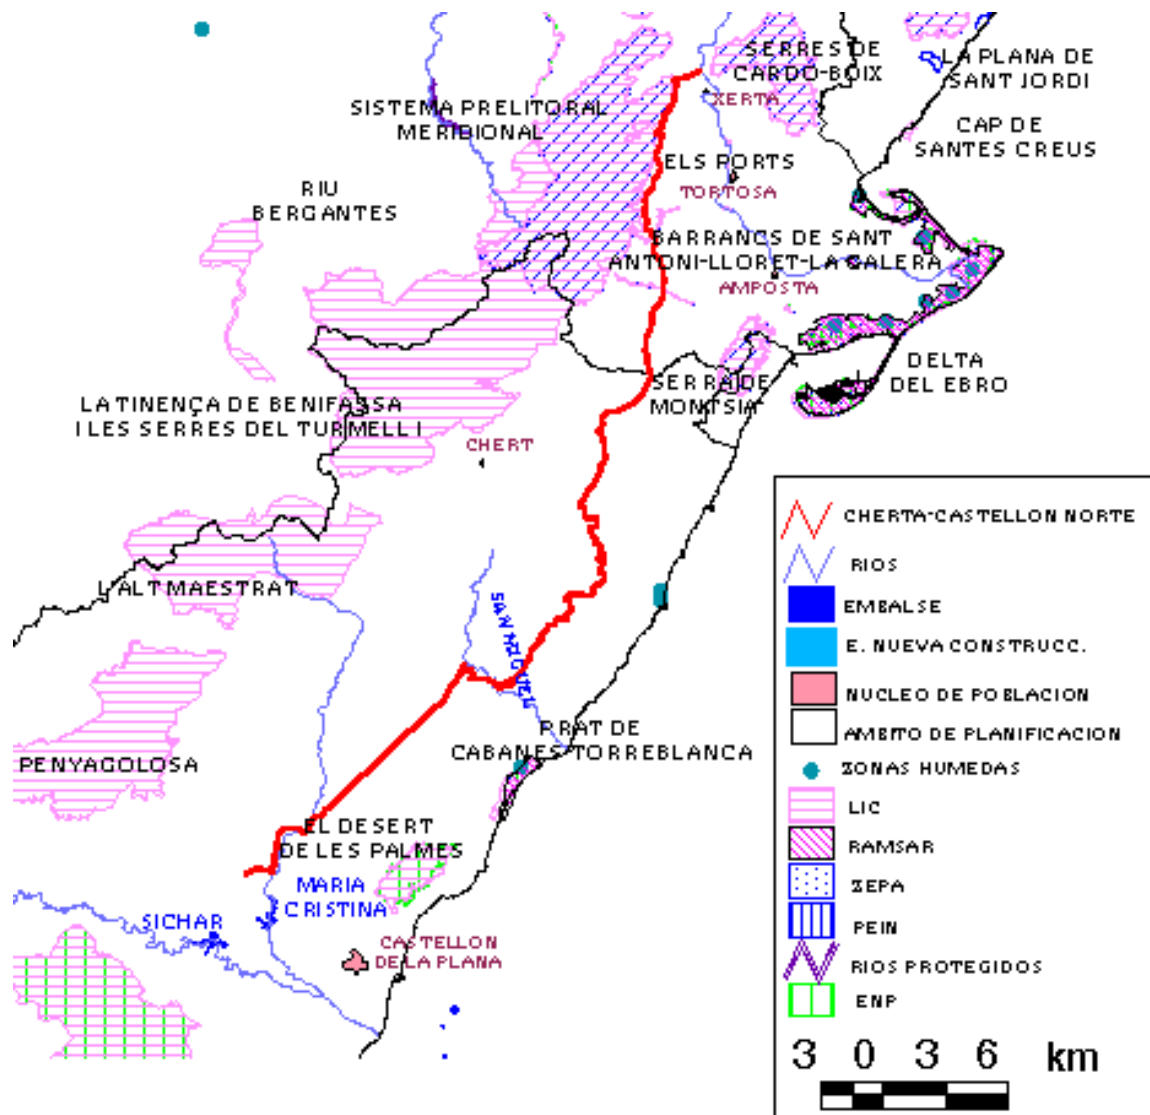 SERRES DE
CARDO-BOIX
LA PLANA DE
SANT JORDI
XERTA
SISTEMA PRELITORAL
MERIDIONAL
CAP DE
SANTES CREUS
ELS PORTS
TORTOSA
RIU
BERGANTES
BARRANCS DE SANT
ANTONI-LLORET-LA GALERA
AMPOSTA
DELTA
DEL EBRO
SERRA DE
MONTSIA
LA TINENÇA DE BENIFASSA
I LES SERRES DEL TURMELL I
CHERT
L'ALT MAESTRAT
SAN MIGUEL
PRAT DE
CABANES-TORREBLANCA
PENYAGOLOSA
EL DESERT
DE LES PALMES
MARIA
CRISTINA
SICHAR
CASTELLON
DE LA PLANA
CHERTA-CASTELLON NORTE
RIOS
EMBALSE
E. NUEVA CONSTRUCC.
NUCLEO DE POBLACION
AMBITO DE PLANIFICACION
ZONAS HUMEDAS
LIC
RAMSAR
ZEPA
PEIN
RIOS PROTEGIDOS
ENP
3 0 3 6 km